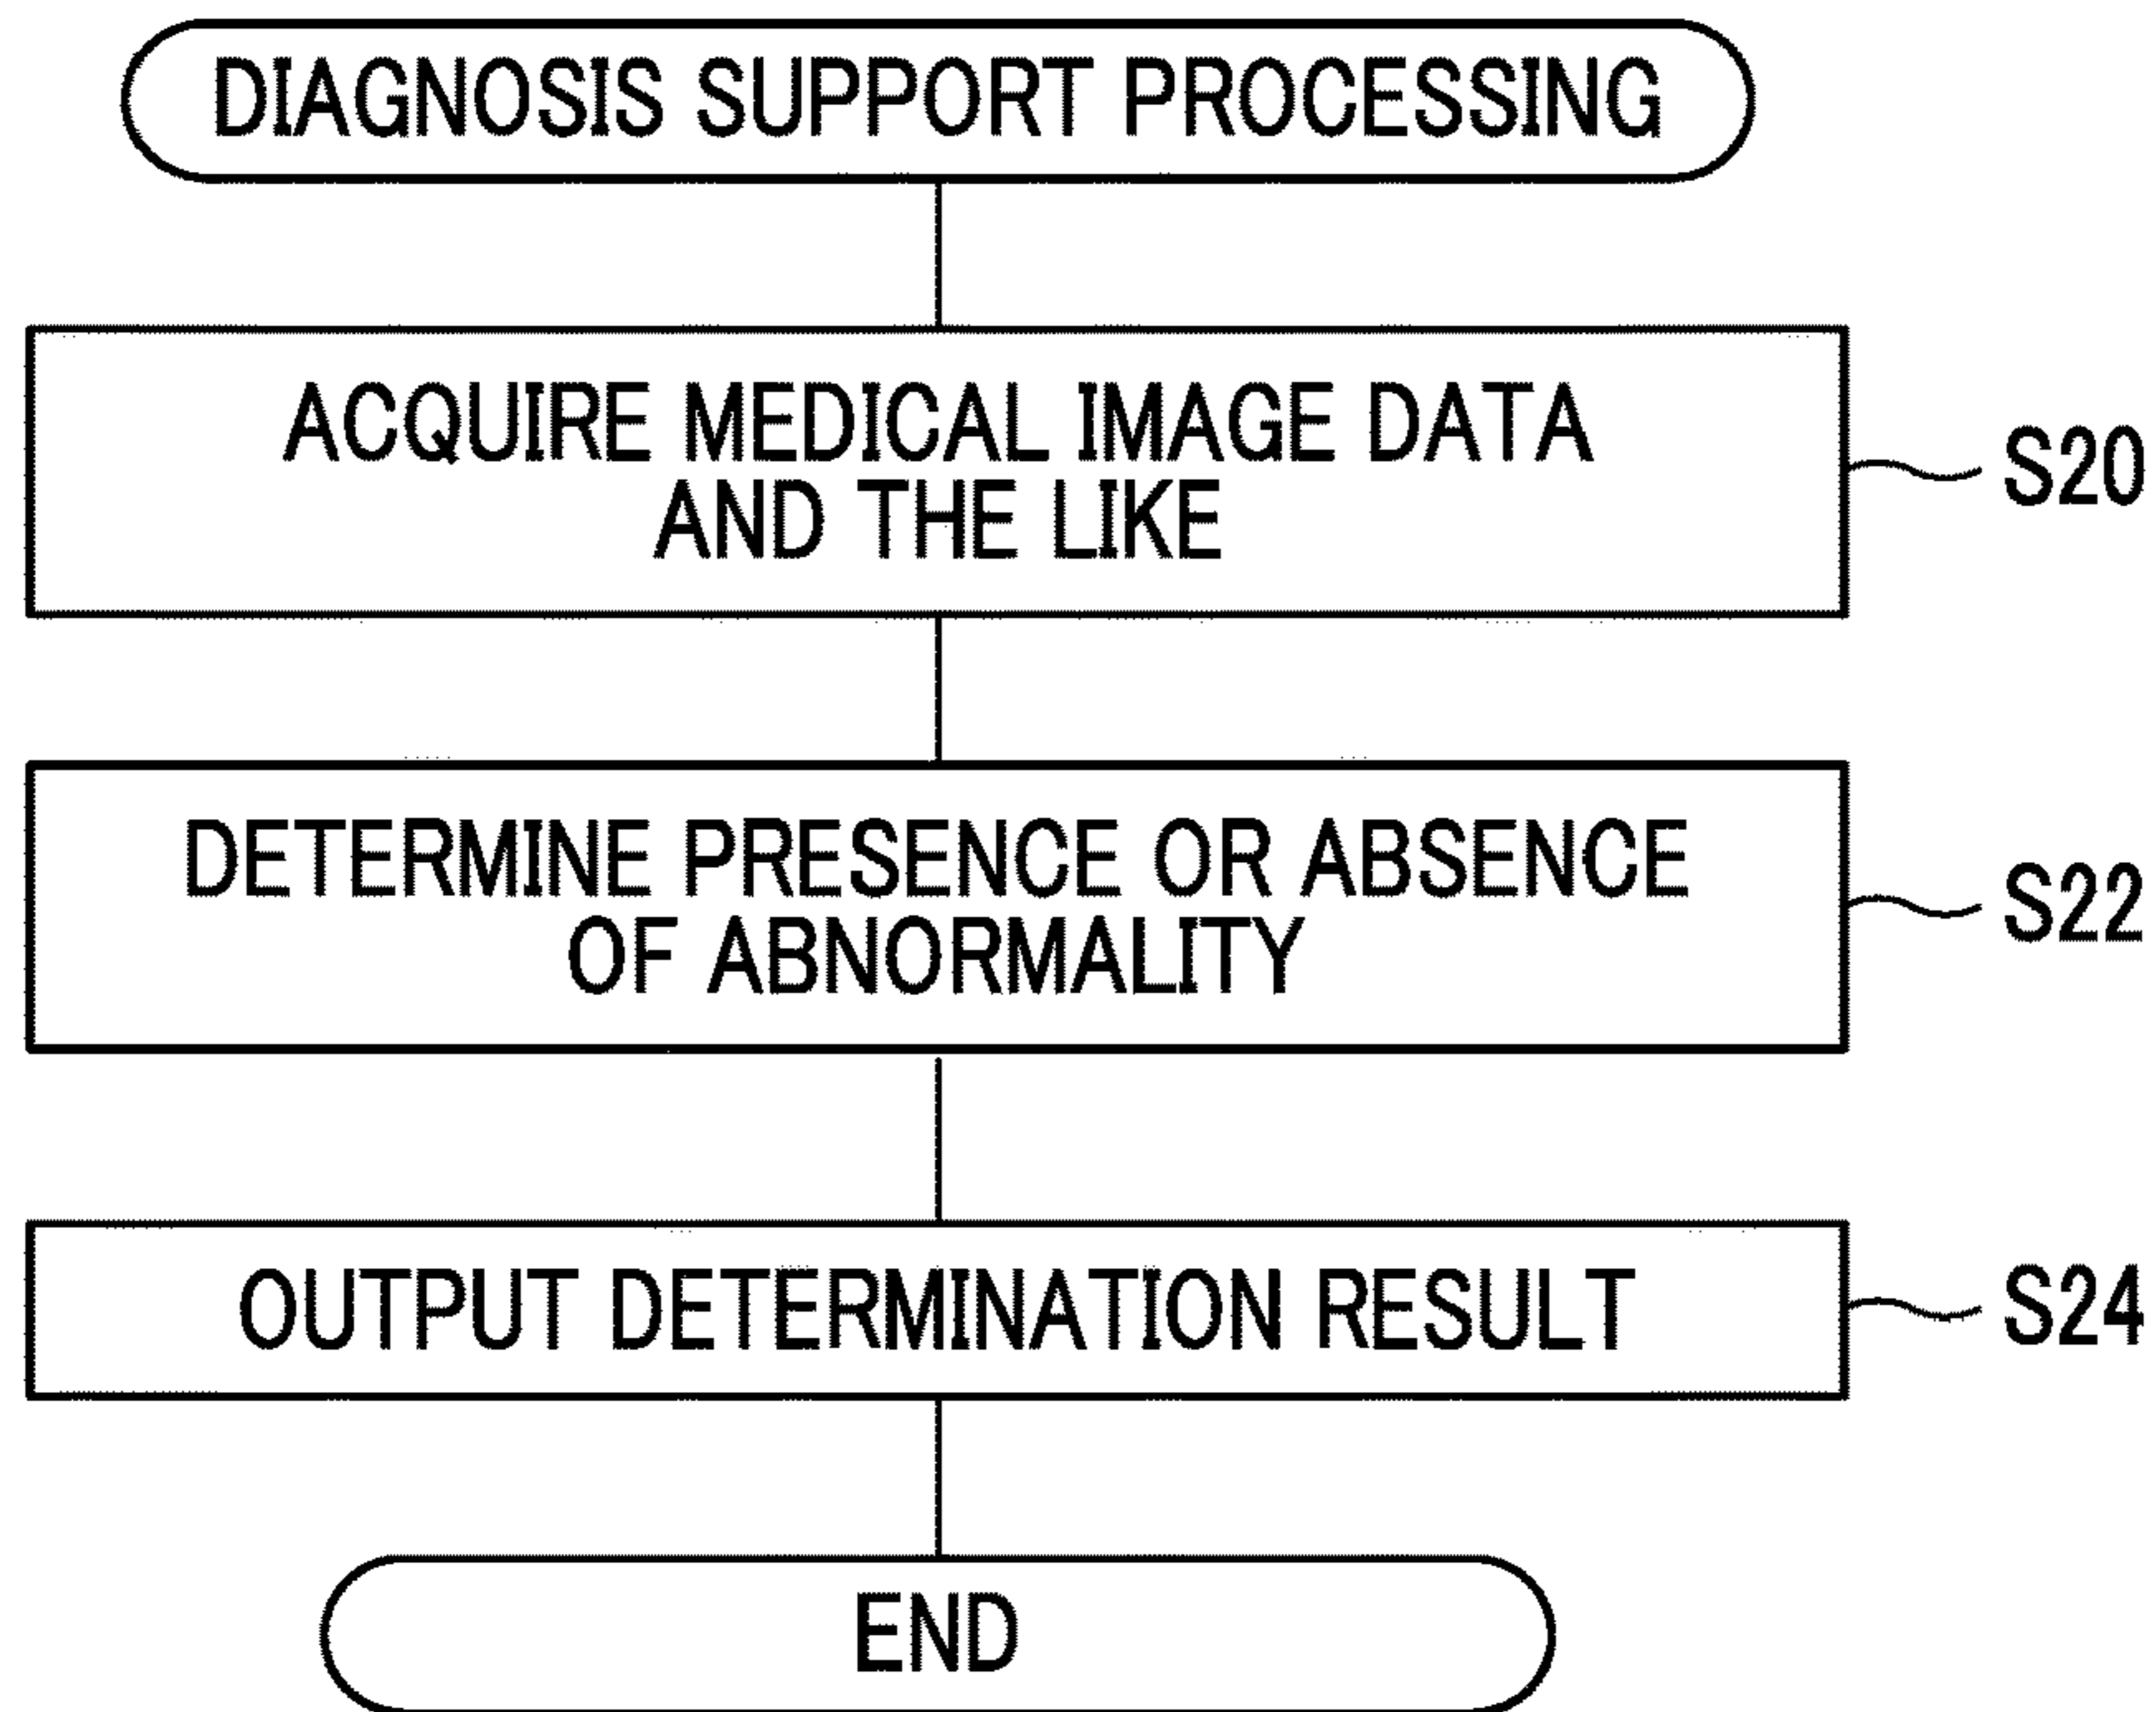 DIAGNOSIS SUPPORT PROCESSING
ACQUIRE MEDICAL IMAGE DATA
AND THE LIKE
S20
DETERMINE PRESENCE OR ABSENCE
OF ABNORMALITY
S22
OUTPUT DETERMINATION RESULT
S24
END